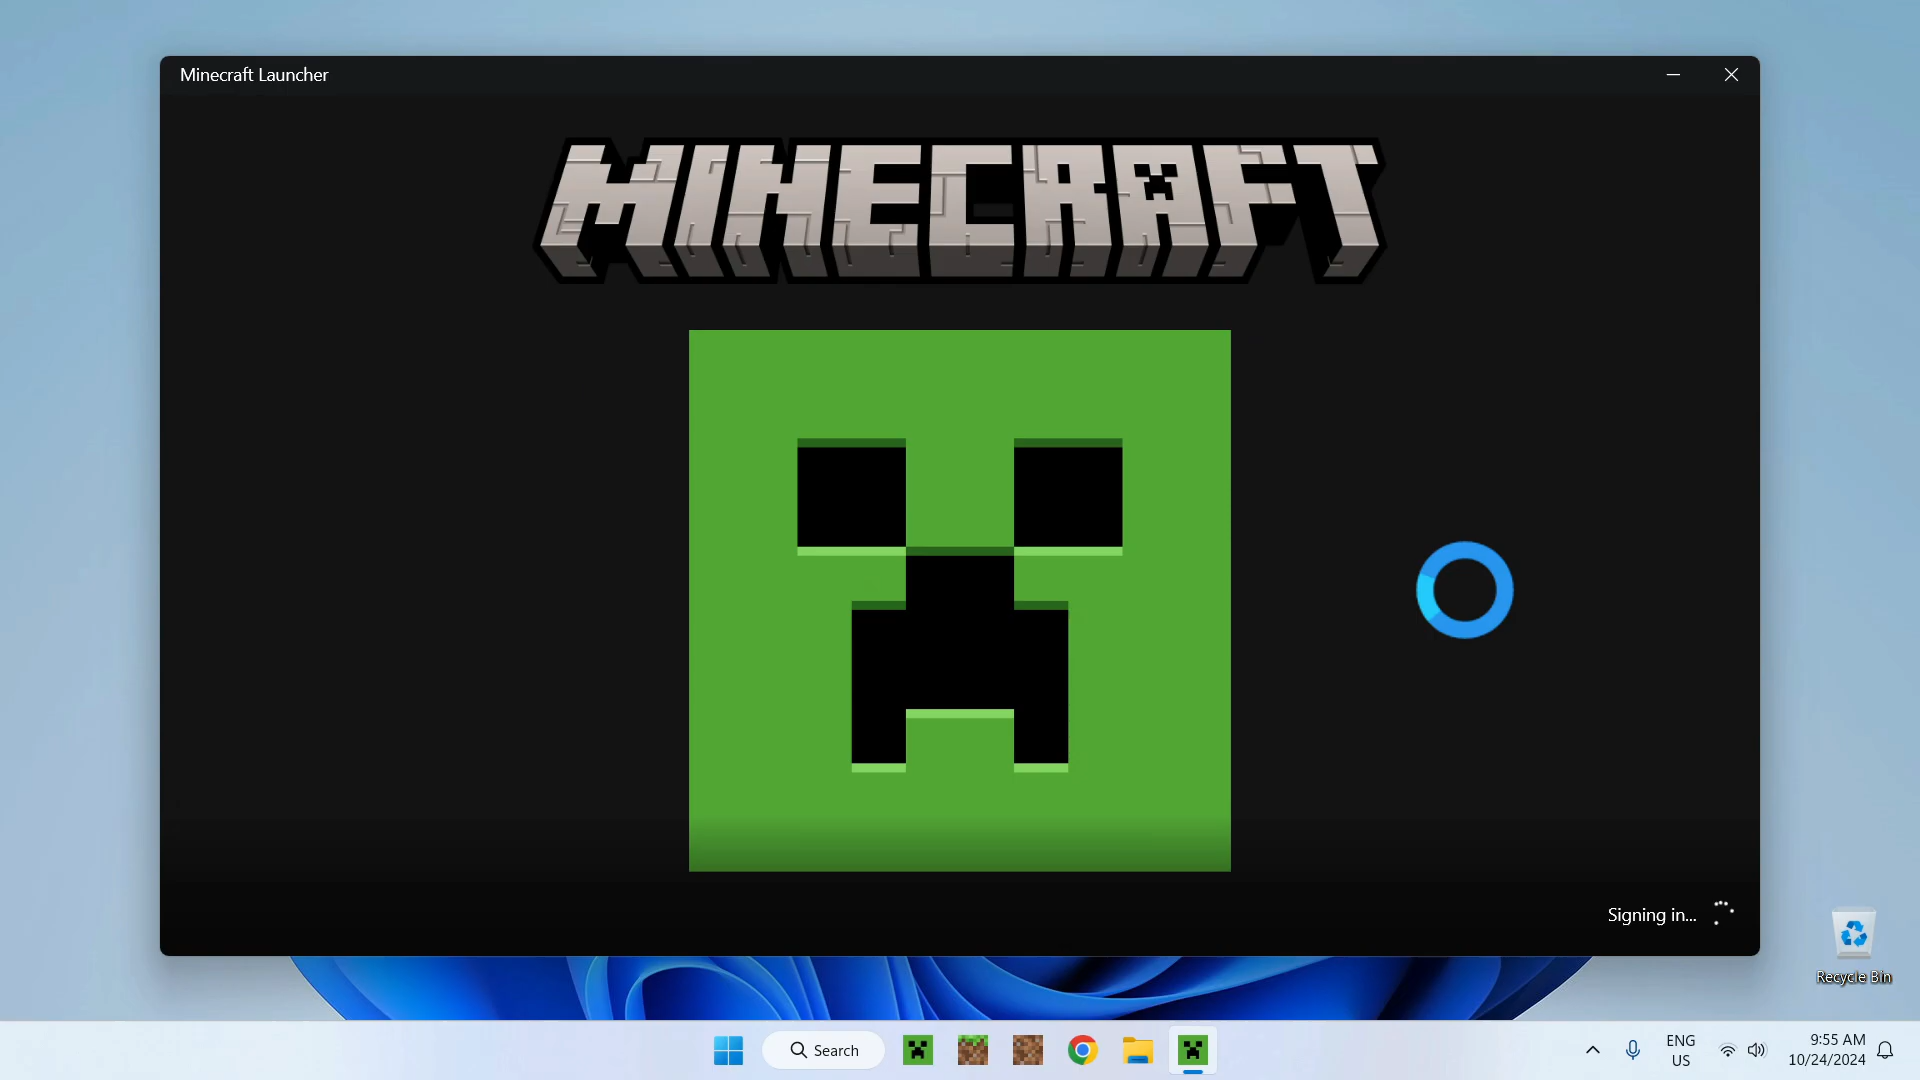 Minecraft Launcher
MINECRAFT
Signing in...
Recycle Bin
Search
ENG
US
9:55 AM
10/24/2024